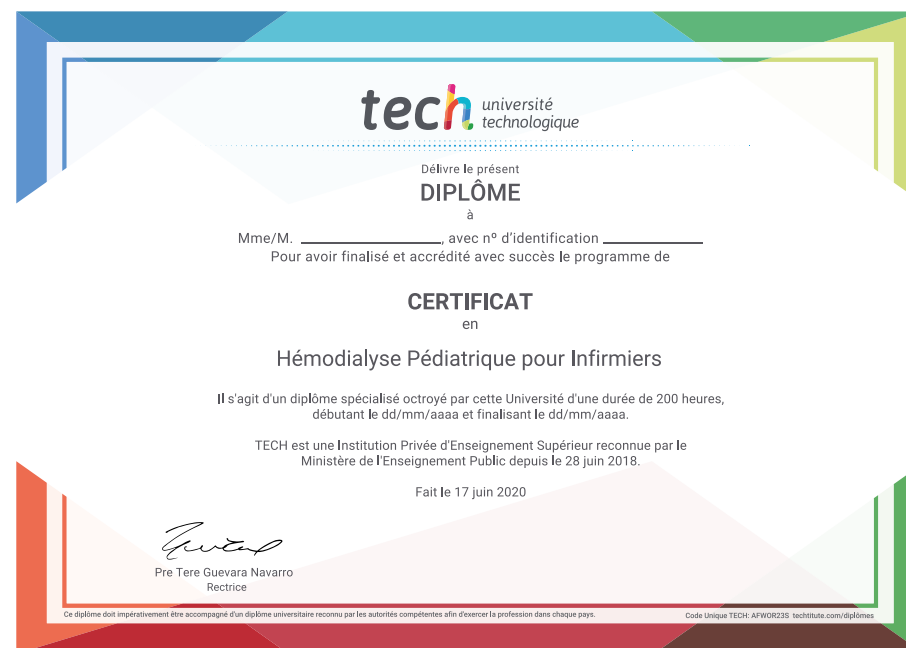 tech université
technologique
Délivre le présent
DIPLÔME
à
Mme/M. ____________________, avec nº d'identification ______________
Pour avoir finalisé et accrédité avec succès le programme de
CERTIFICAT
en
Hémodialyse Pédiatrique pour Infirmiers
Il s'agit d'un diplôme spécialisé octroyé par cette Université d'une durée de 200 heures,
débutant le dd/mm/aaaa et finalisant le dd/mm/aaaa.
TECH est une Institution Privée d'Enseignement Supérieur reconnue par le
Ministère de l'Enseignement Public depuis le 28 juin 2018.
Fait le 17 juin 2020
Pre Tere Guevara Navarro
Rectrice
Ce diplôme doit impérativement être accompagné d'un diplôme universitaire reconnu par les autorités compétentes afin d'exercer la profession dans chaque pays.
Code Unique TECH: AFWOR23S techtitute.com/diplômes